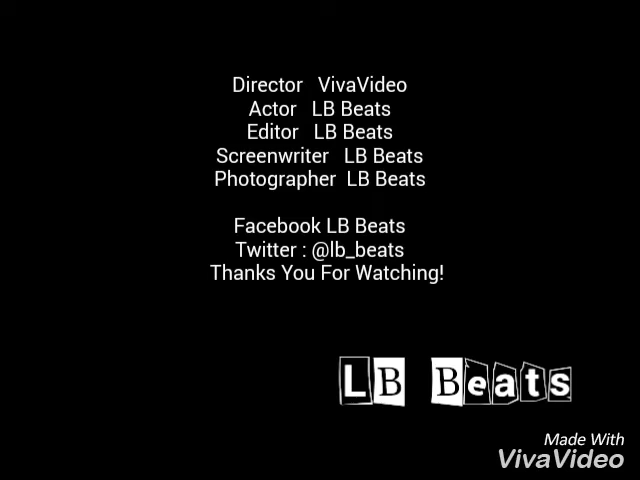 Director VivaVideo
Actor LB Beats
Editor LB Beats
Screenwriter LB Beats
Photographer LB Beats
Facebook LB Beats
Twitter : @lb_beats
Thanks You For Watching!
LB Beats
Made With
VivaVideo